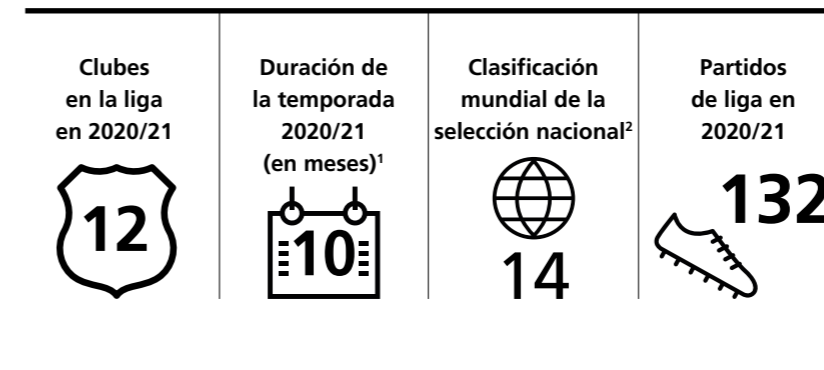 Clubes
en la liga
en 2020/21
12
Duración de
la temporada
2020/21
(en meses)¹
10
Clasificación
mundial de la
selección nacional²
14
Partidos
de liga en
2020/21
132